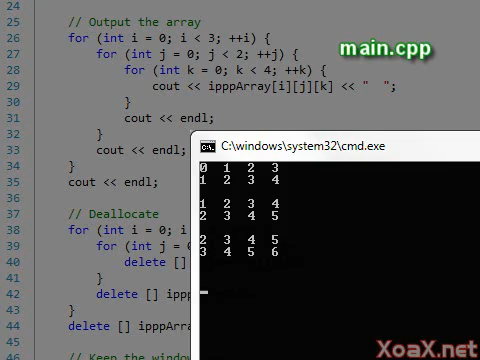 24
25 // Output the array
26 for (int i = 0; i < 3; ++i) {
main.cpp
27 for (int j = 0; j < 2; ++j) {
28 for (int k = 0; k < 4; ++k) {
29 cout << ipppArray[i][j][k] << "  ";
30 }
31 cout << endl;
32 }
33 cout << endl;
34 }
35 cout << endl;
36
37 // Deallocate
38 for (int i = 0; i
39 for (int j = 0
40 delete []
41 }
42 delete [] ippp
43 }
44 delete [] ipppArra
45
46 // Keep the window
C:\windows\system32\cmd.exe
0 1 2 3
1 2 3 4
1 2 3 4
2 3 4 5
2 3 4 5
3 4 5 6
XoaX.net